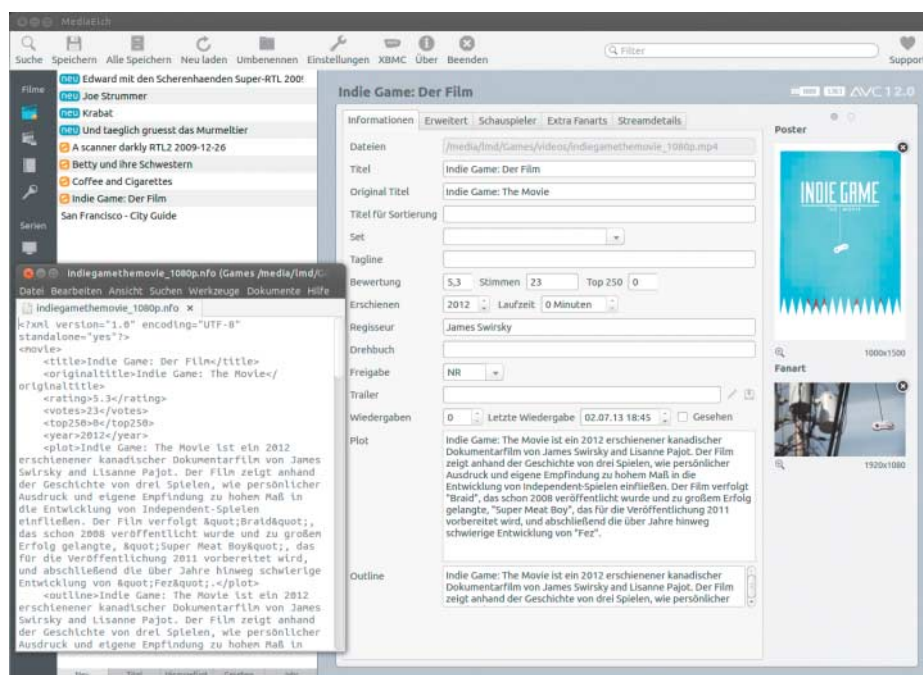 MediaElch
Suche Speichern Alle Speichern Neu laden Umbenennen Einstellungen XBMC Über Beenden
Filter
Support
Filme
Serien
neu Edward mit den Scherenhaenden Super-RTL 200
neu Joe Strummer
neu Krabat
neu Und taeglich gruesst das Murmeltier
A scanner darkly RTL2 2009-12-26
Betty und ihre Schwestern
Coffee and Cigarettes
Indie Game: Der Film
San Francisco - City Guide
indiegamethemovie_1080p.nfo (Games /media/lmd/G
Datei Bearbeiten Ansicht Suchen Werkzeuge Dokumente Hilfe
indiegamethemovie_1080p.nfo
<?xml version="1.0" encoding="UTF-8"
standalone="yes"?>
<movie>
<title>Indie Game: Der Film</title>
<originaltitle>Indie Game: The Movie</
originaltitle>
<rating>5.3</rating>
<votes>23</votes>
<top250>0</top250>
<year>2012</year>
<plot>Indie Game: The Movie ist ein 2012
erschienener kanadischer Dokumentarfilm von James
Swirsky and Lisanne Pajot. Der Film zeigt anhand
der Geschichte von drei Spielen, wie persönlicher
Ausdruck und eigene Empfindung zu hohem Maß in
die Entwicklung von Independent-Spielen
einfließen. Der Film verfolgt &quot;Braid&quot;,
das schon 2008 veröffentlicht wurde und zu großem
Erfolg gelangte, &quot;Super Meat Boy&quot;, das
für die Veröffentlichung 2011 vorbereitet wird,
und abschließend die über Jahre hinweg schwierige
Entwicklung von &quot;Fez&quot;.</plot>
<outline>Indie Game: The Movie ist ein 2012
erschienener kanadischer Dokumentarfilm von James
Swirsky and Lisanne Pajot. Der Film zeigt anhand
der Geschichte von drei Spielen, wie persönlicher
Ausdruck und eigene Empfindung zu hohem Maß in
Indie Game: Der Film
AVC 12.0
Informationen Erweitert Schauspieler Extra Fanarts Streamdetails
Dateien /media/lmd/Games/videos/indiegamethemovie_1080p.mp4
Titel Indie Game: Der Film
Original Titel Indie Game: The Movie
Titel für Sortierung
Set
Tagline
Bewertung 5,3 Stimmen 23 Top 250 0
Erschienen 2012 Laufzeit 0 Minuten
Regisseur James Swirsky
Drehbuch
Freigabe NR
Trailer
Wiedergaben 0 Letzte Wiedergabe 02.07.13 18:45 Gesehen
Plot
Indie Game: The Movie ist ein 2012 erschienener kanadischer
Dokumentarfilm von James Swirsky and Lisanne Pajot. Der Film
zeigt anhand der Geschichte von drei Spielen, wie persönlicher
Ausdruck und eigene Empfindung zu hohem Maß in die
Entwicklung von Independent-Spielen einfließen. Der Film verfolgt
"Braid", das schon 2008 veröffentlicht wurde und zu großem Erfolg
gelangte, "Super Meat Boy", das für die Veröffentlichung 2011
vorbereitet wird, und abschließend die über Jahre hinweg
schwierige Entwicklung von "Fez".
Outline
Indie Game: The Movie ist ein 2012 erschienener kanadischer
Dokumentarfilm von James Swirsky and Lisanne Pajot. Der Film
zeigt anhand der Geschichte von drei Spielen, wie persönlicher
Poster
INDIE GAME
THE MOVIE
1000x1500
Fanart
1920x1080